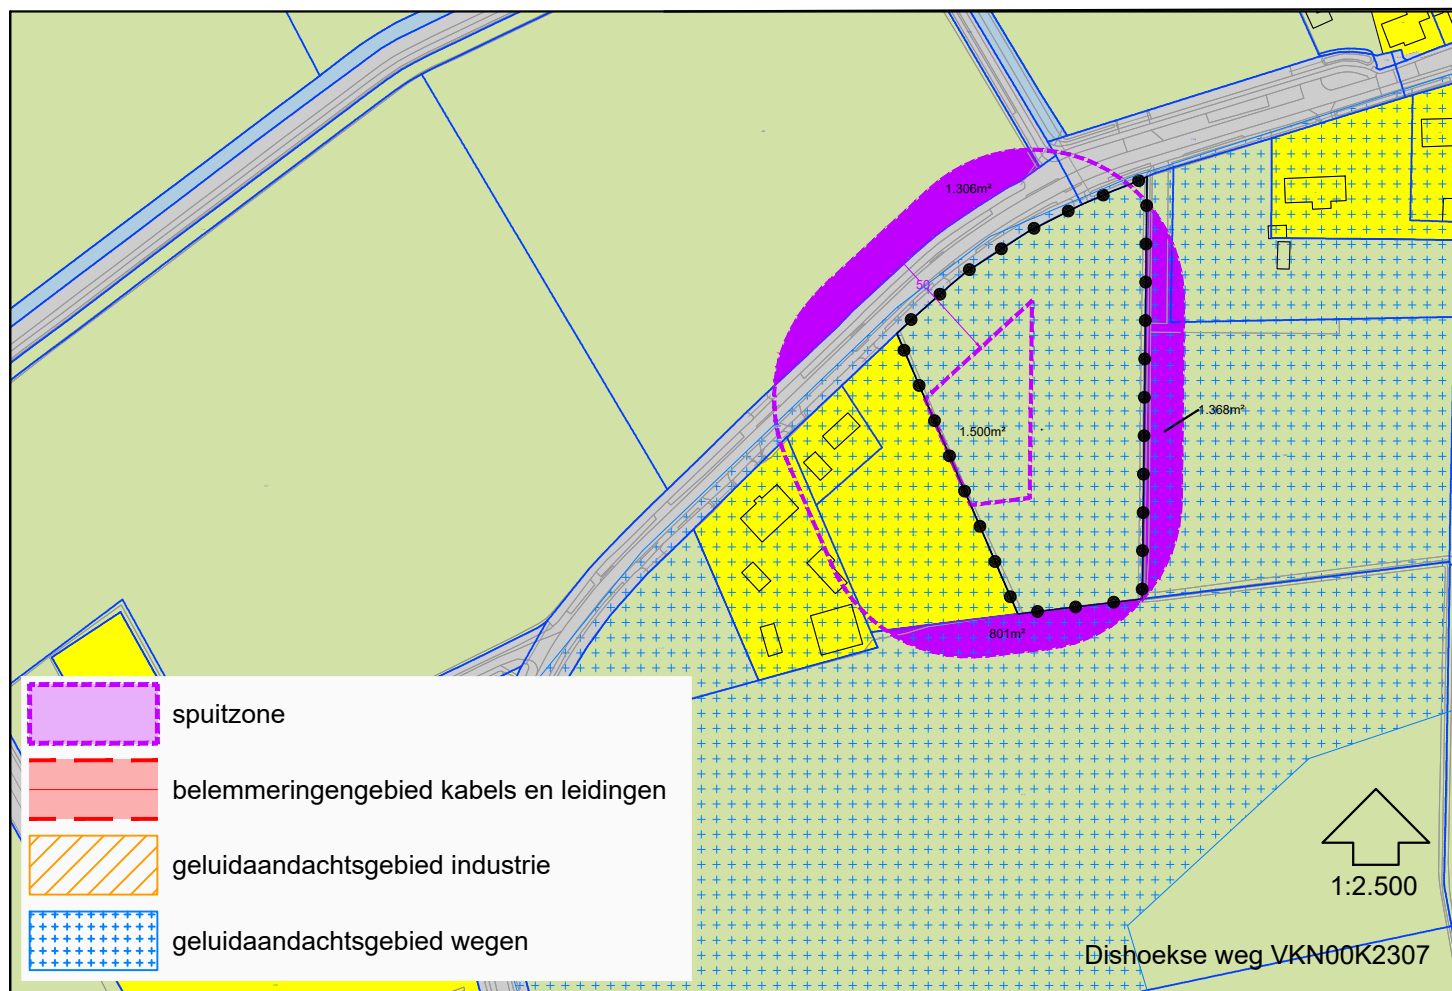 1.306m²
50
1.368m²
1.500m²
801m²
spuitzone
belemmeringengebied kabels en leidingen
geluidaandachtsgebied industrie
geluidaandachtsgebied wegen
1:2.500
Dishoekse weg VKN00K2307